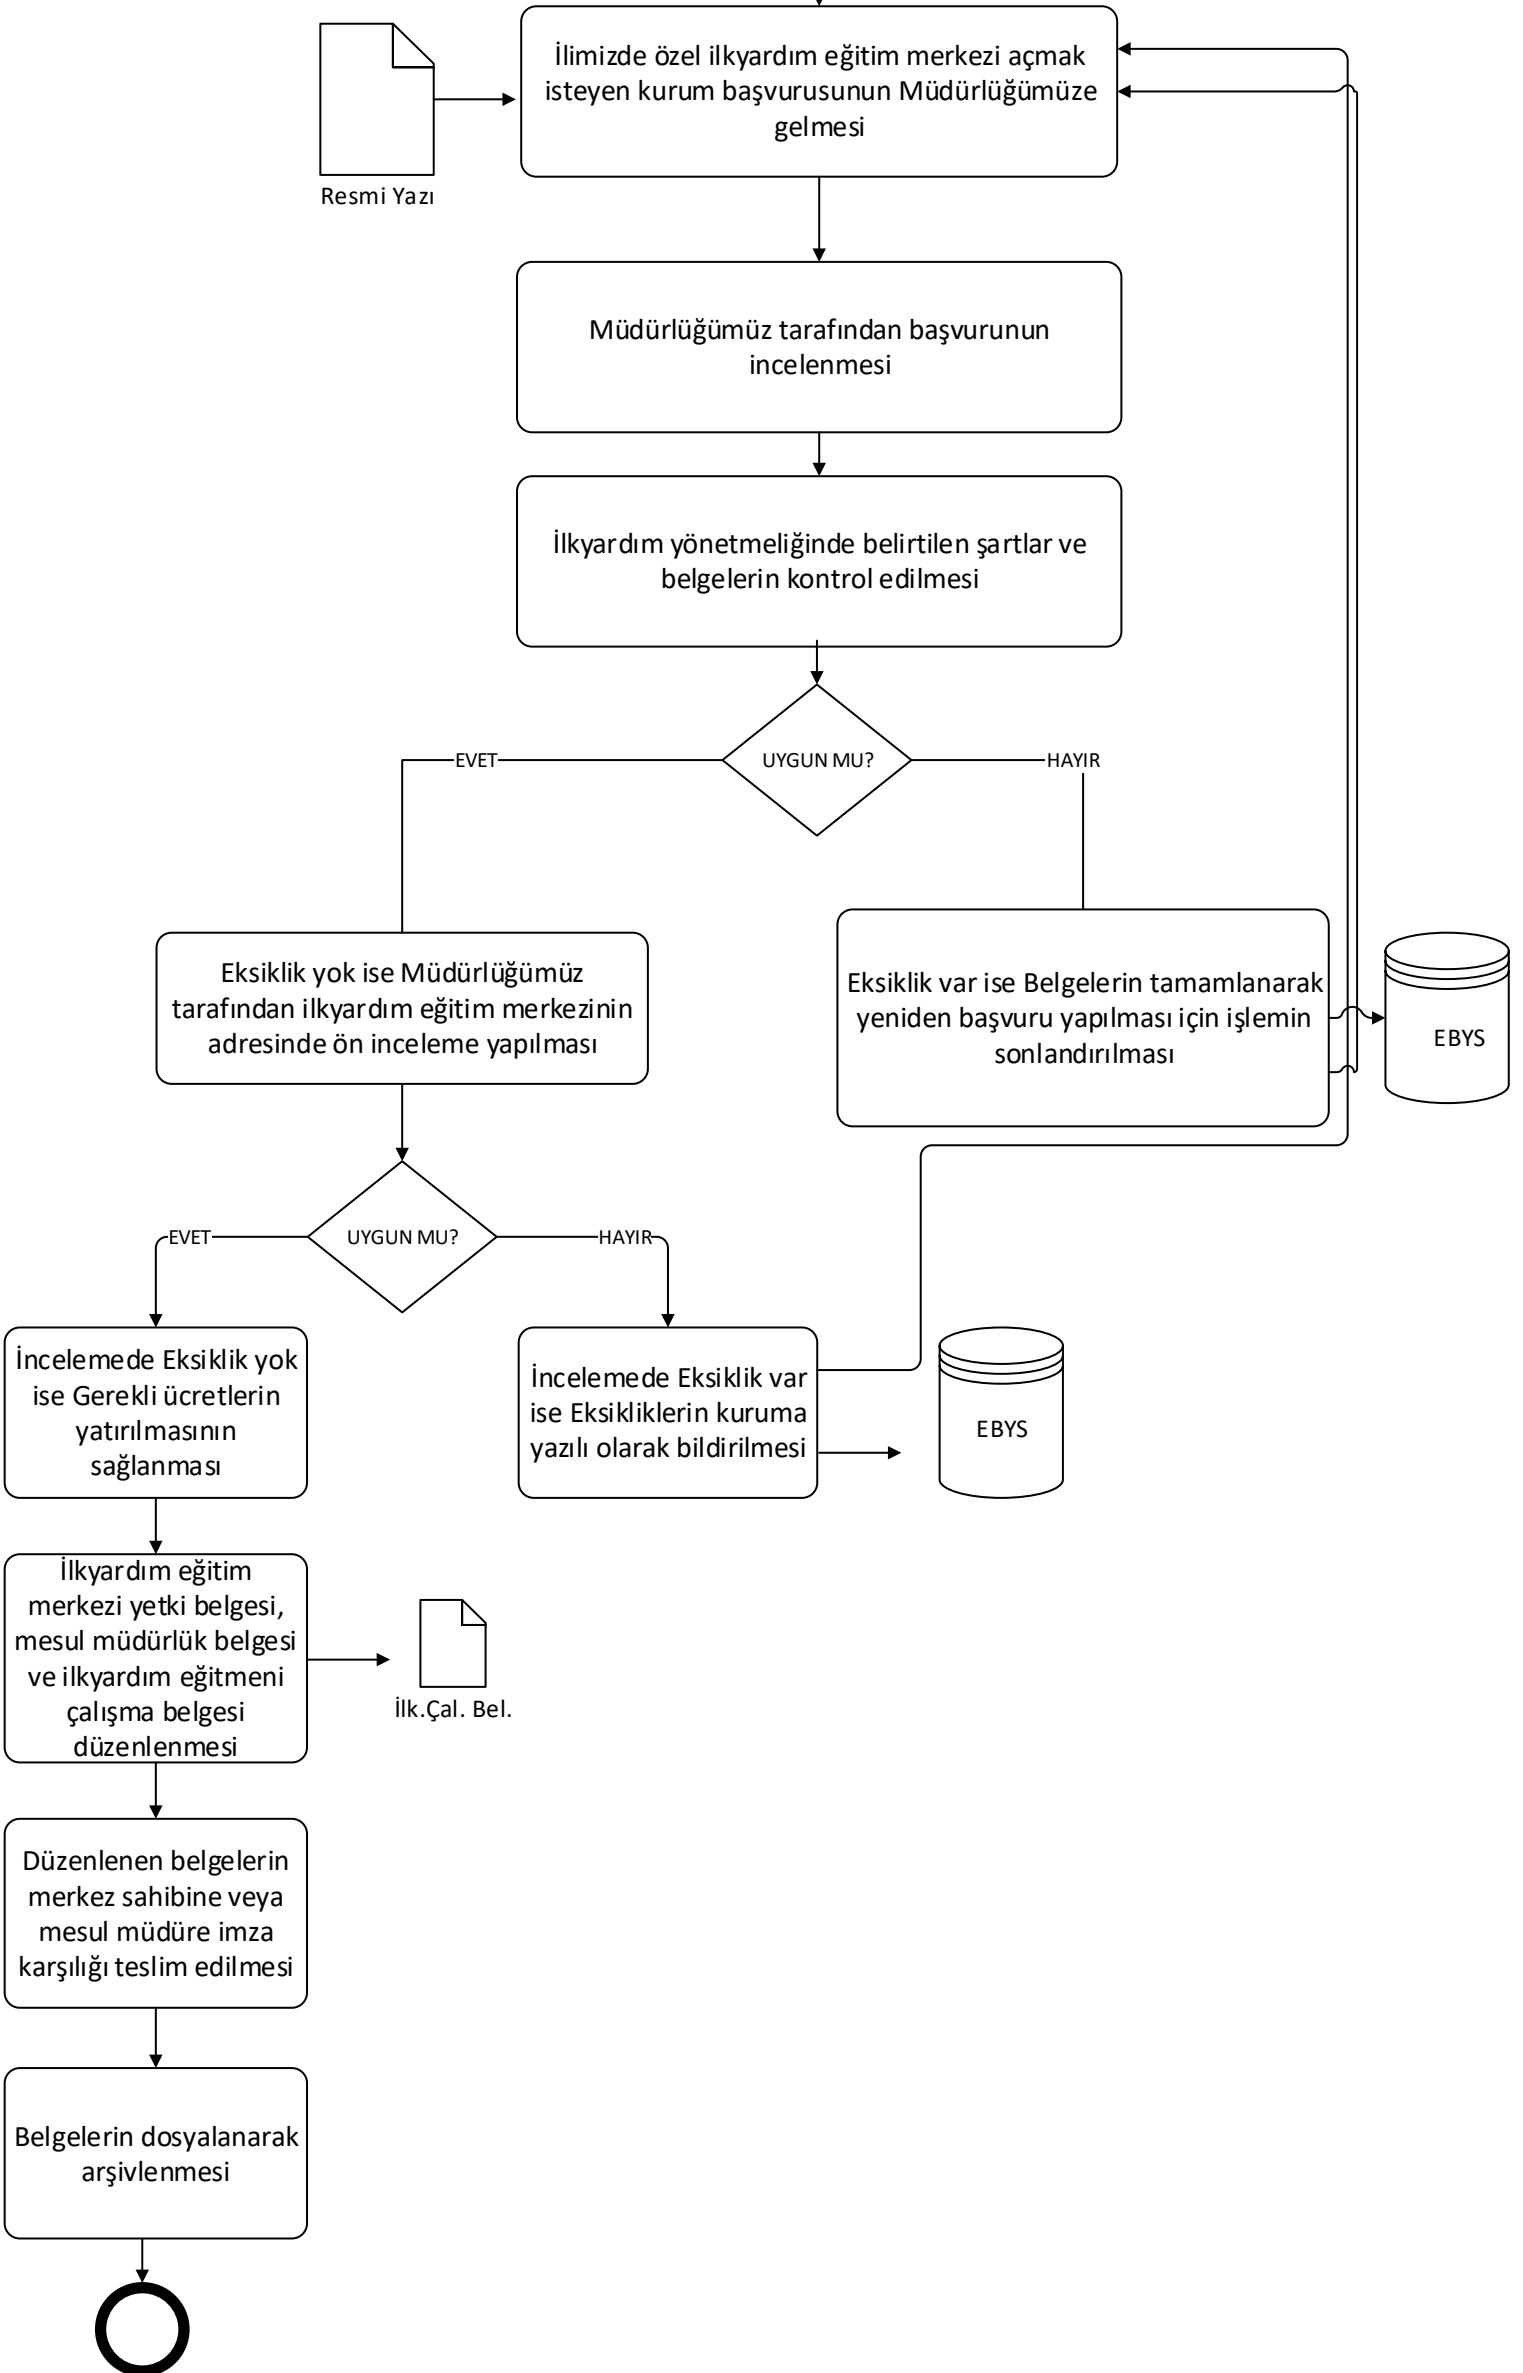 İlimizde özel ilkyardım eğitim merkezi açmak
isteyen kurum başvurusunun Müdürlüğümüze
gelmesi
Resmi Yazı
Müdürlüğümüz tarafından başvurunun
incelenmesi
İlkyardım yönetmeliğinde belirtilen şartlar ve
belgelerin kontrol edilmesi
EVET
UYGUN MU?
HAYIR
Eksiklik yok ise Müdürlüğümüz
tarafından ilkyardım eğitim merkezinin
adresinde ön inceleme yapılması
Eksiklik var ise Belgelerin tamamlanarak
yeniden başvuru yapılması için işlemin
sonlandırılması
EBYS
EVET
UYGUN MU?
HAYIR
İncelemede Eksiklik yok
ise Gerekli ücretlerin
yatırılmasının
sağlanması
İncelemede Eksiklik var
ise Eksikliklerin kuruma
yazılı olarak bildirilmesi
EBYS
İlkyardım eğitim
merkezi yetki belgesi,
mesul müdürlük belgesi
ve ilkyardım eğitmeni
çalışma belgesi
düzenlenmesi
İlk.Çal. Bel.
Düzenlenen belgelerin
merkez sahibine veya
mesul müdüre imza
karşılığı teslim edilmesi
Belgelerin dosyalanarak
arşivlenmesi